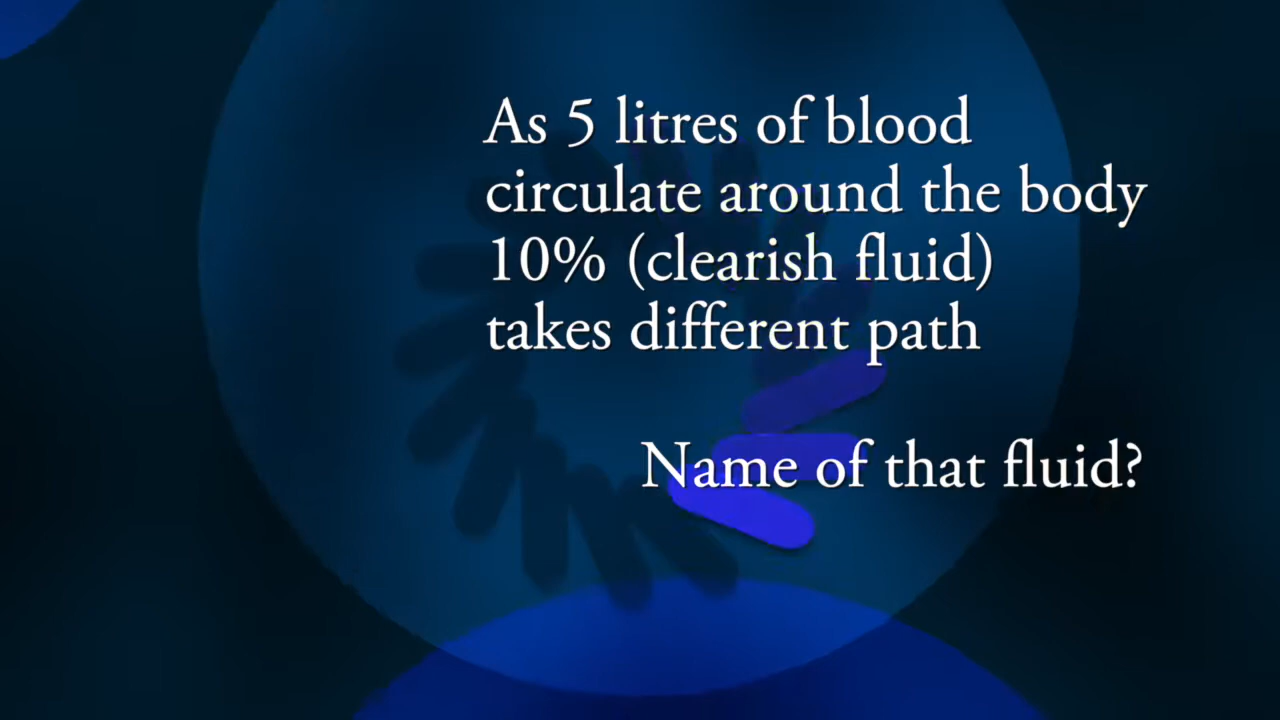 As 5 litres of blood
circulate around the body
10% (clearish fluid)
takes different path
Name of that fluid?